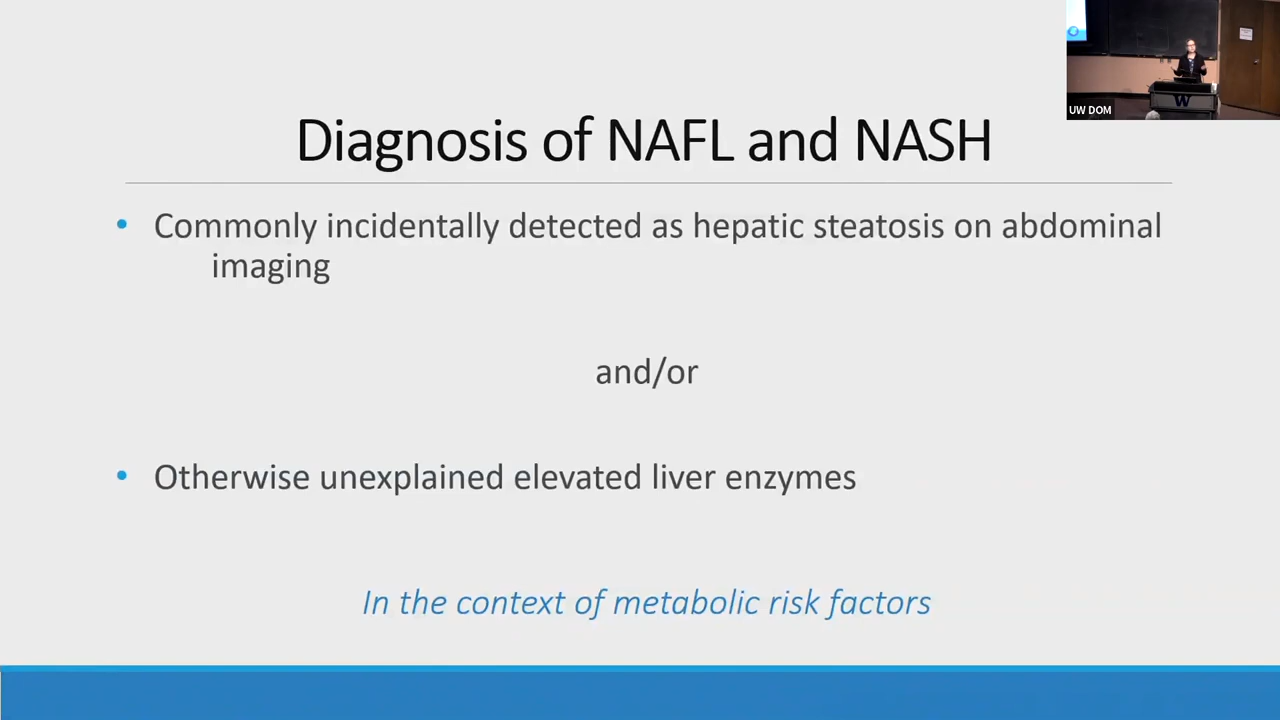 UW DOM
W
Diagnosis of NAFL and NASH
• Commonly incidentally detected as hepatic steatosis on abdominal
imaging
and/or
• Otherwise unexplained elevated liver enzymes
In the context of metabolic risk factors